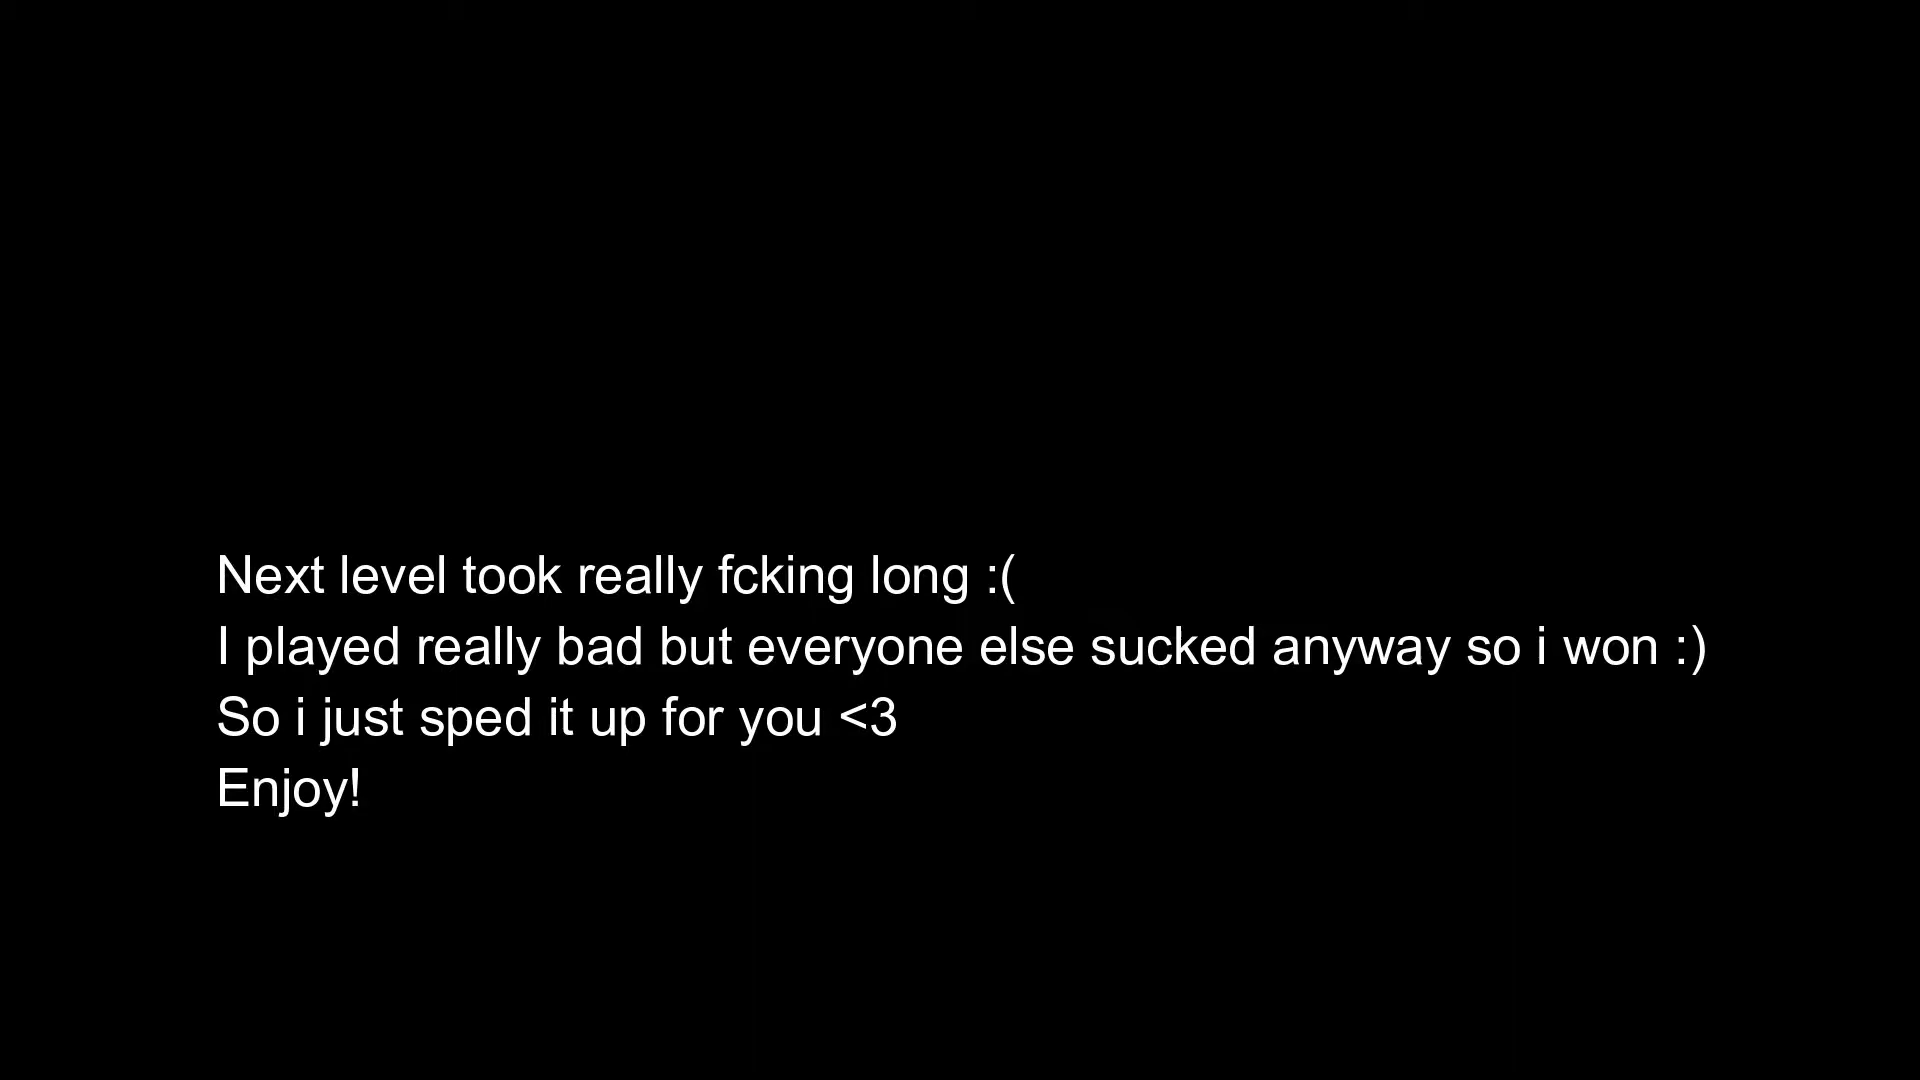 Next level took really fcking long :(
I played really bad but everyone else sucked anyway so i won :)
So i just sped it up for you <3
Enjoy!